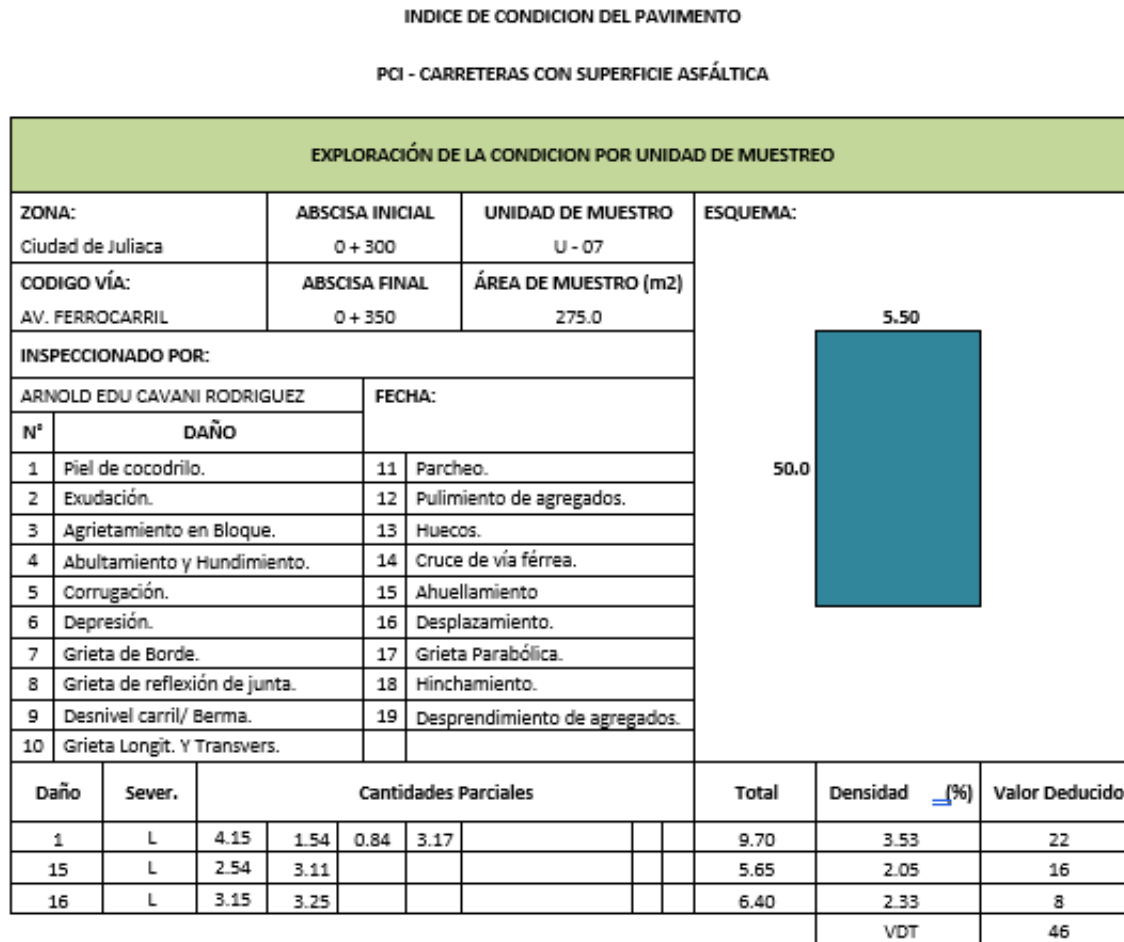 INDICE DE CONDICION DEL PAVIMENTO
PCI - CARRETERAS CON SUPERFICIE ASFÁLTICA
EXPLORACIÓN DE LA CONDICION POR UNIDAD DE MUESTREO
ZONA: ABSCISA INICIAL UNIDAD DE MUESTRO ESQUEMA:
Ciudad de Juliaca 0 + 300 U - 07
CODIGO VÍA: ABSCISA FINAL ÁREA DE MUESTRO (m2)
AV. FERROCARRIL 0 + 350 275.0 5.50
INSPECCIONADO POR:
ARNOLD EDU CAVANI RODRIGUEZ FECHA:
N° DAÑO
1 Piel de cocodrilo. 11 Parcheo. 50.0
2 Exudación. 12 Pulimiento de agregados.
3 Agrietamiento en Bloque. 13 Huecos.
4 Abultamiento y Hundimiento. 14 Cruce de vía férrea.
5 Corrugación. 15 Ahuellamiento
6 Depresión. 16 Desplazamiento.
7 Grieta de Borde. 17 Grieta Parabólica.
8 Grieta de reflexión de junta. 18 Hinchamiento.
9 Desnivel carril/ Berma. 19 Desprendimiento de agregados.
10 Grieta Longit. Y Transvers.
Daño Sever. Cantidades Parciales Total Densidad (%) Valor Deducido
1 L 4.15 1.54 0.84 3.17 9.70 3.53 22
15 L 2.54 3.11 5.65 2.05 16
16 L 3.15 3.25 6.40 2.33 8
VDT 46